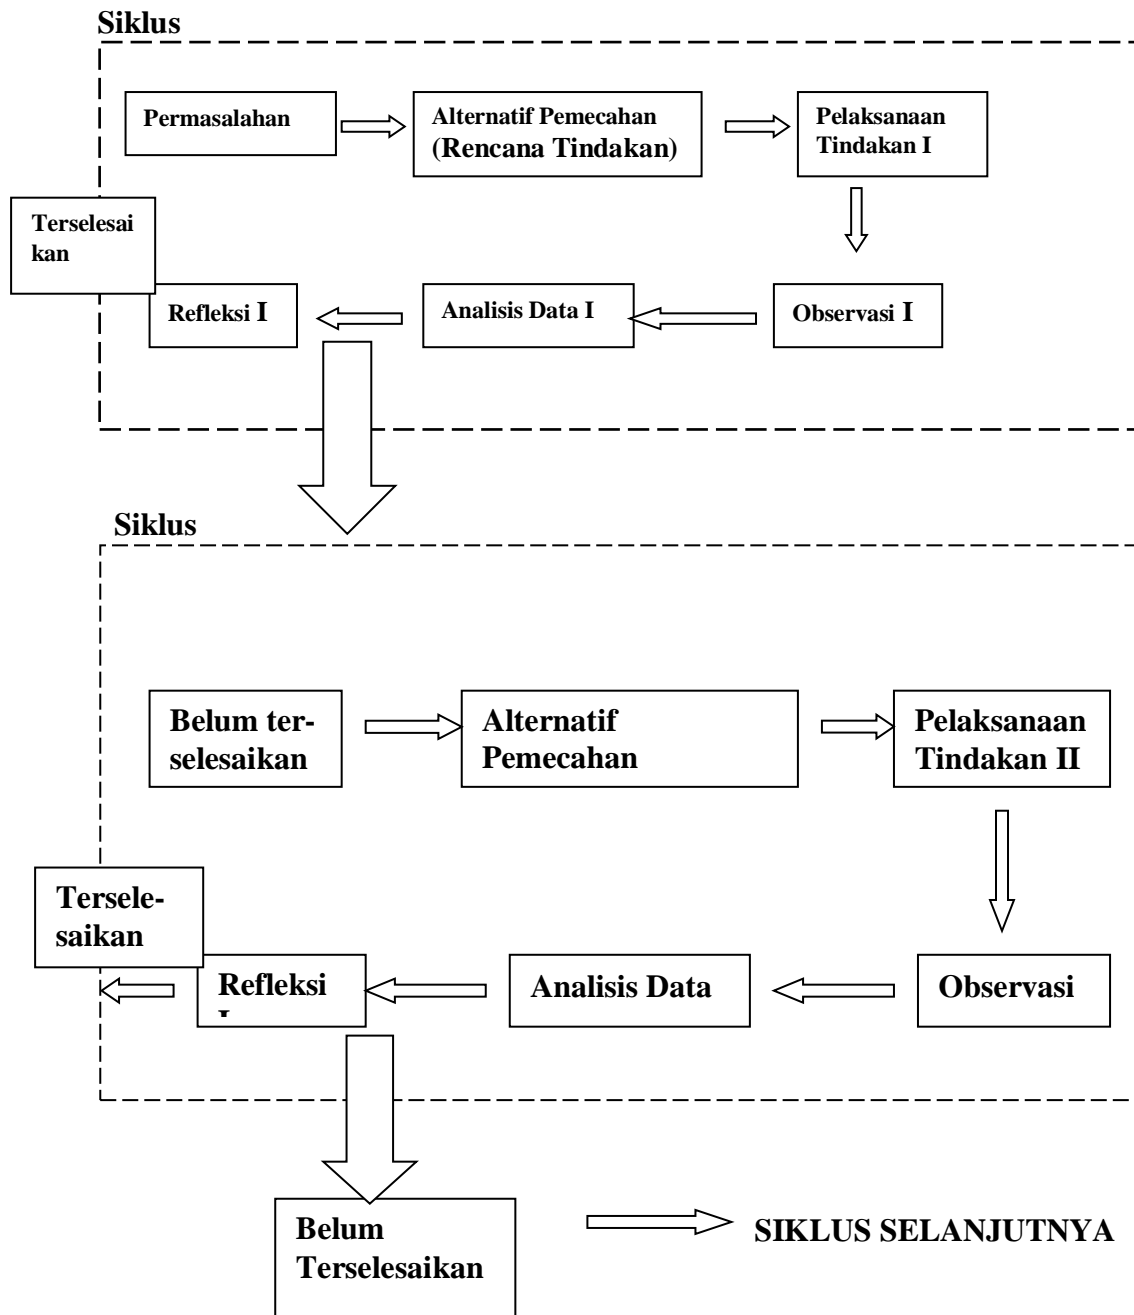 Siklus
Permasalahan
Alternatif Pemecahan
(Rencana Tindakan)
Pelaksanaan
Tindakan I
Terselesai
kan
Refleksi I
Analisis Data I
Observasi I
Siklus
Belum ter-
selesaikan
Alternatif
Pemecahan
Pelaksanaan
Tindakan II
Tersele-
saikan
Refleksi
Analisis Data
Observasi
Belum
Terselesaikan
SIKLUS SELANJUTNYA